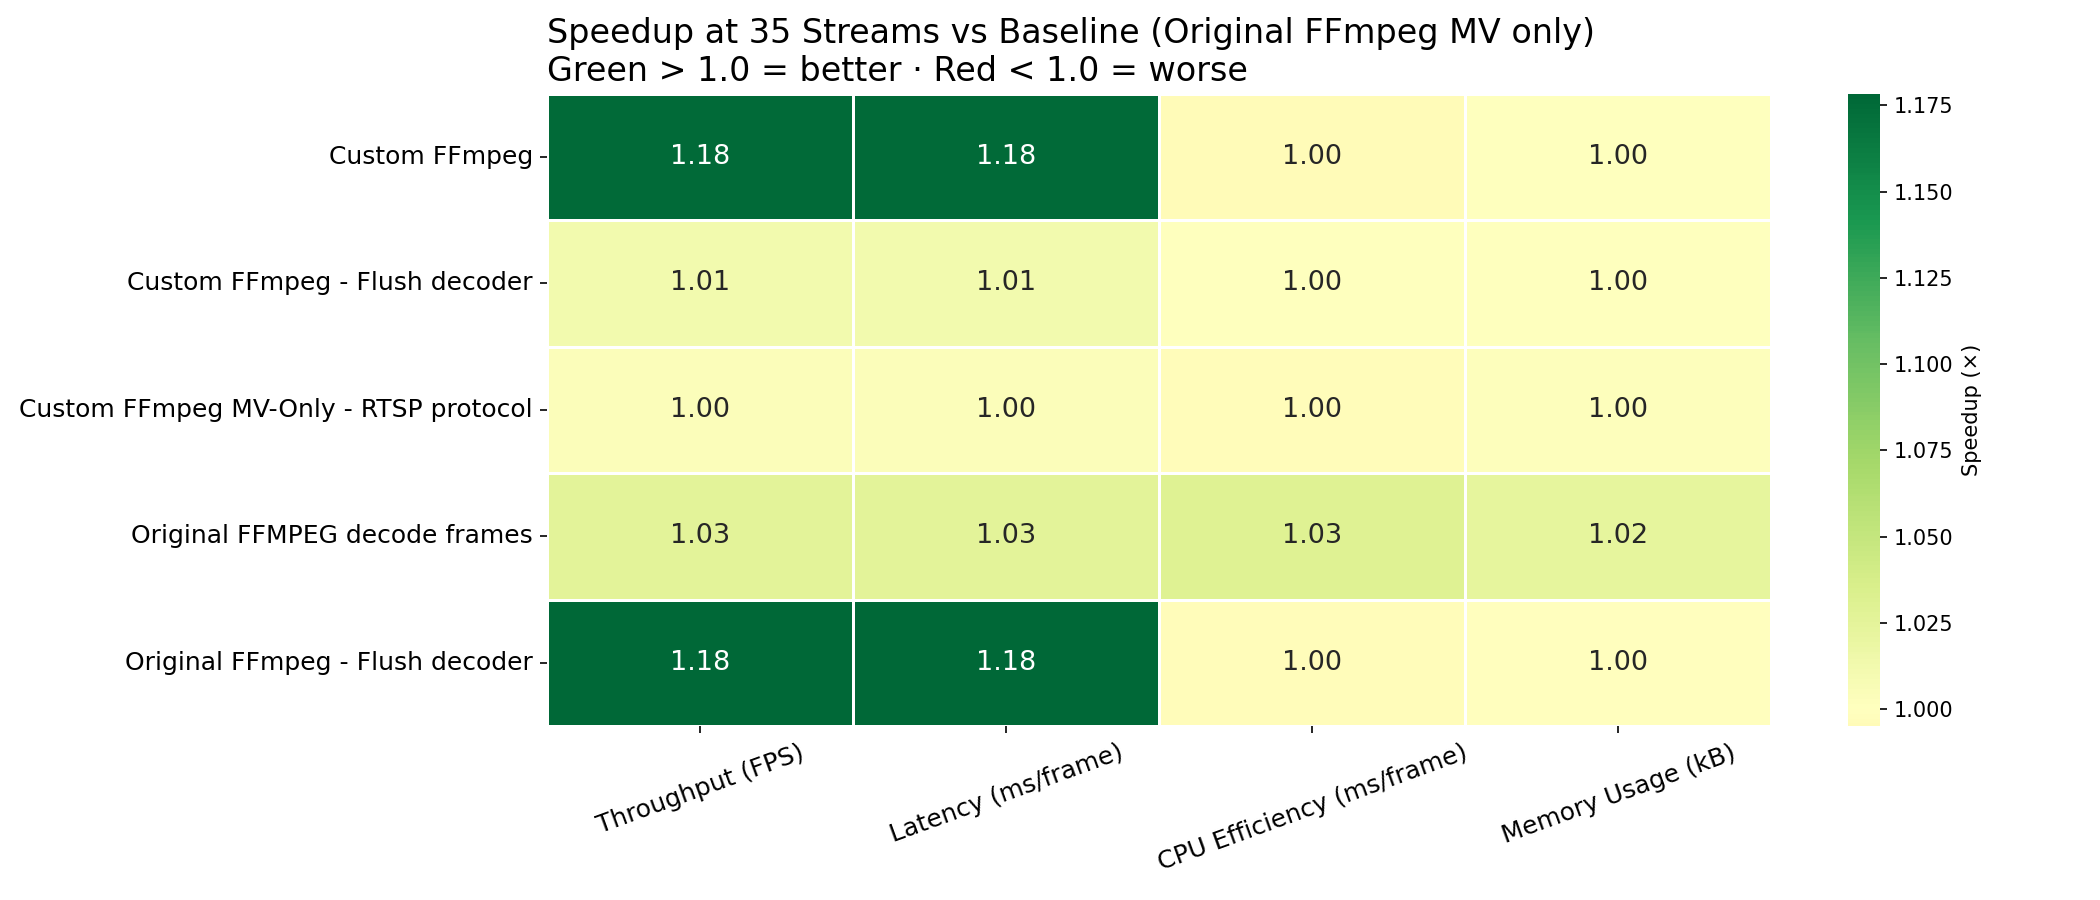 Speedup at 35 Streams vs Baseline (Original FFmpeg MV only)
Green > 1.0 = better · Red < 1.0 = worse
Custom FFmpeg 1.18 1.18 1.00 1.00
Custom FFmpeg - Flush decoder 1.01 1.01 1.00 1.00
Custom FFmpeg MV-Only - RTSP protocol 1.00 1.00 1.00 1.00
Original FFMPEG decode frames 1.03 1.03 1.03 1.02
Original FFmpeg - Flush decoder 1.18 1.18 1.00 1.00
Throughput (FPS)
Latency (ms/frame)
CPU Efficiency (ms/frame)
Memory Usage (kB)
1.175
1.150
1.125
1.100
1.075
1.050
1.025
1.000
Speedup (×)